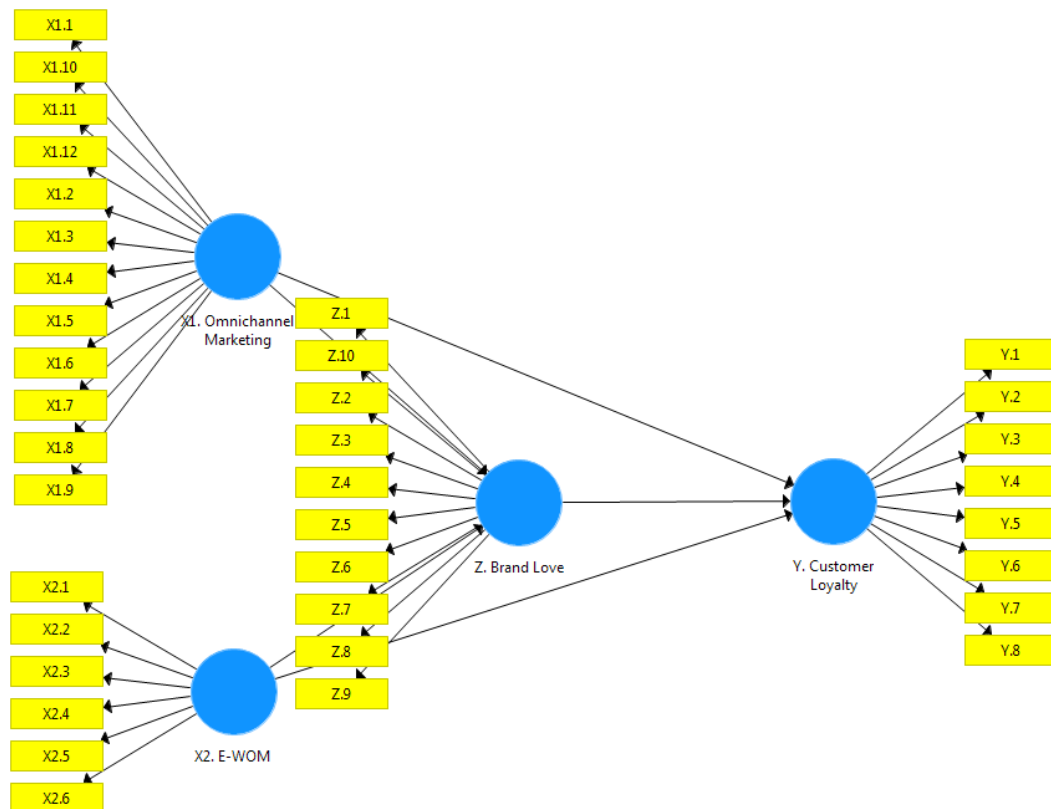 X1.1
X1.10
X1.11
X1.12
X1.2
X1.3
X1.4
X1.5
X1.6
X1.7
X1.8
X1.9
X1. Omnichannel
Marketing
X2.1
X2.2
X2.3
X2.4
X2.5
X2.6
X2. E-WOM
Z.1
Z.10
Z.2
Z.3
Z.4
Z.5
Z.6
Z.7
Z.8
Z.9
Z. Brand Love
Y. Customer
Loyalty
Y.1
Y.2
Y.3
Y.4
Y.5
Y.6
Y.7
Y.8